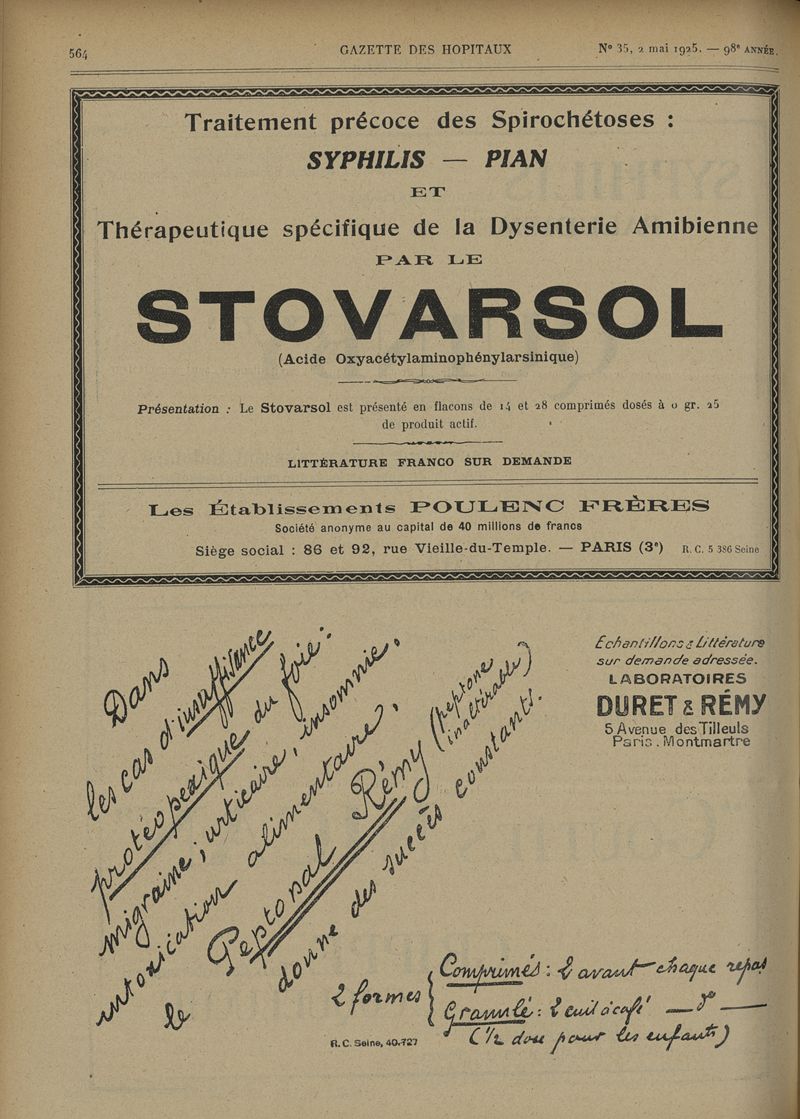 564
GAZETTE DES HOPITAUX
N° 35, 2 mai 1925. — 98e ANNÉE.
Traitement précoce des Spirochétoses :
SYPHILIS — PIAN
ET
Thérapeutique spécifique de la Dysenterie Amibienne
PAR LE
STOVARSOL
(Acide Oxyacétylaminophénylarsinique)
Présentation : Le Stovarsol est présenté en flacons de 14 et 28 comprimés dosés à 0 gr. 25
de produit actif.
LITTÉRATURE FRANCO SUR DEMANDE
Les Établissements POULENC FRÈRES
Société anonyme au capital de 40 millions de francs
Siège social : 86 et 92, rue Vieille-du-Temple. — PARIS (3e) R. C. 5 386 Seine
Dans
les cas d'insuffisance
protéopexique du foie :
migraine, urticaire, insomnie,
intoxication alimentaire,
le Peptonal Rémy (peptone
inaltérable)
donne des succès constants.
Échantillons & Littérature
sur demande adressée.
LABORATOIRES
DURET & RÉMY
5 Avenue des Tilleuls
Paris. Montmartre
2 formes
Comprimés : 2 avant chaque repas
Granulé : 2 cuil à café — do —
(1/2 dose pour les enfants)
R. C. Seine, 40.727